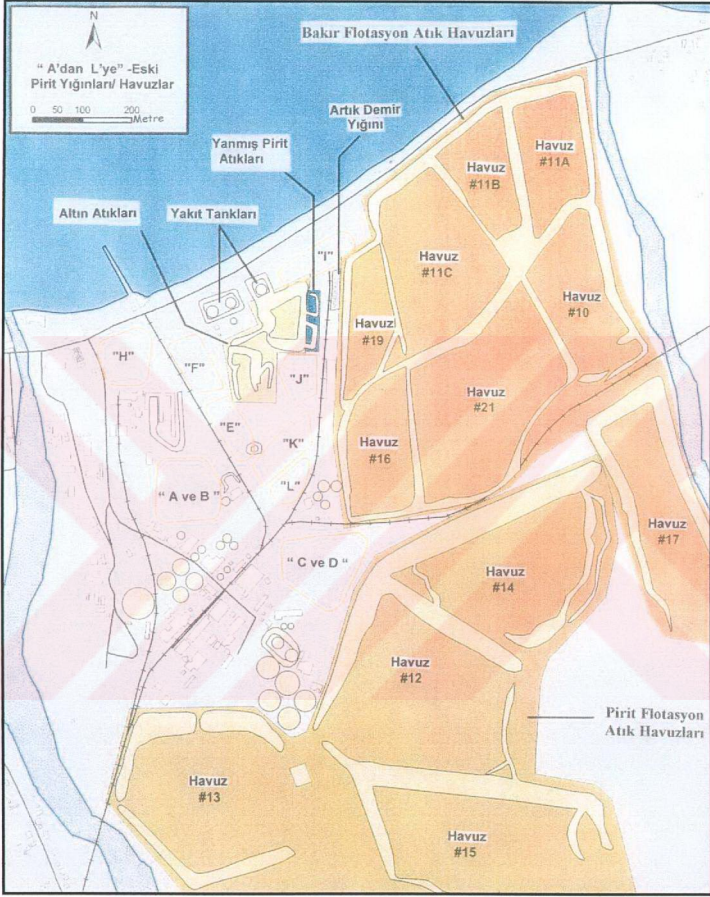 N
“ A'dan L'ye” -Eski
Pirit Yığınları/ Havuzlar
0 50 100 200
Metre
Bakır Flotasyon Atık Havuzları
Artık Demir
Yığını
Yanmış Pirit
Atıkları
Altın Atıkları
Yakıt Tankları
Havuz
#11A
Havuz
#11B
"I"
Havuz
#11C
Havuz
#10
Havuz
#19
"H"
"F"
"J"
Havuz
#21
"E"
"K"
Havuz
#16
"L"
“ A ve B ”
Havuz
#17
“ C ve D “
Havuz
#14
Havuz
#12
Pirit Flotasyon
Atık Havuzları
Havuz
#13
Havuz
#15